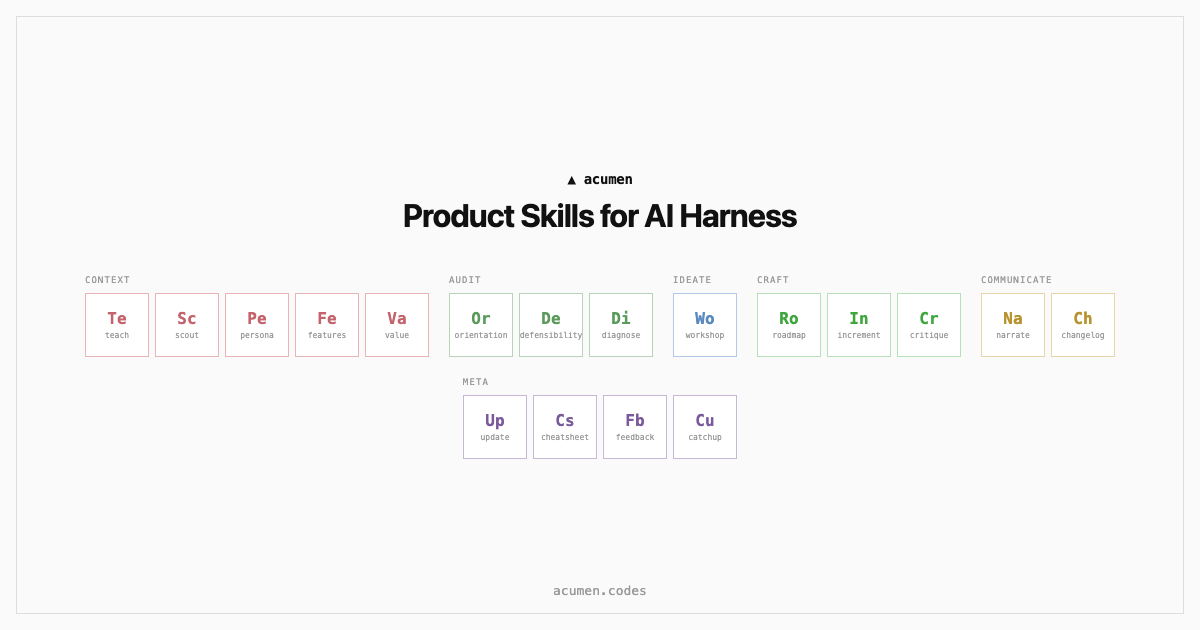 ▲ acumen
Product Skills for AI Harness
CONTEXT
Te
teach
Sc
scout
Pe
persona
Fe
features
Va
value
AUDIT
Or
orientation
De
defensibility
Di
diagnose
IDEATE
Wo
workshop
CRAFT
Ro
roadmap
In
increment
Cr
critique
COMMUNICATE
Na
narrate
Ch
changelog
META
Up
update
Cs
cheatsheet
Fb
feedback
Cu
catchup
acumen.codes